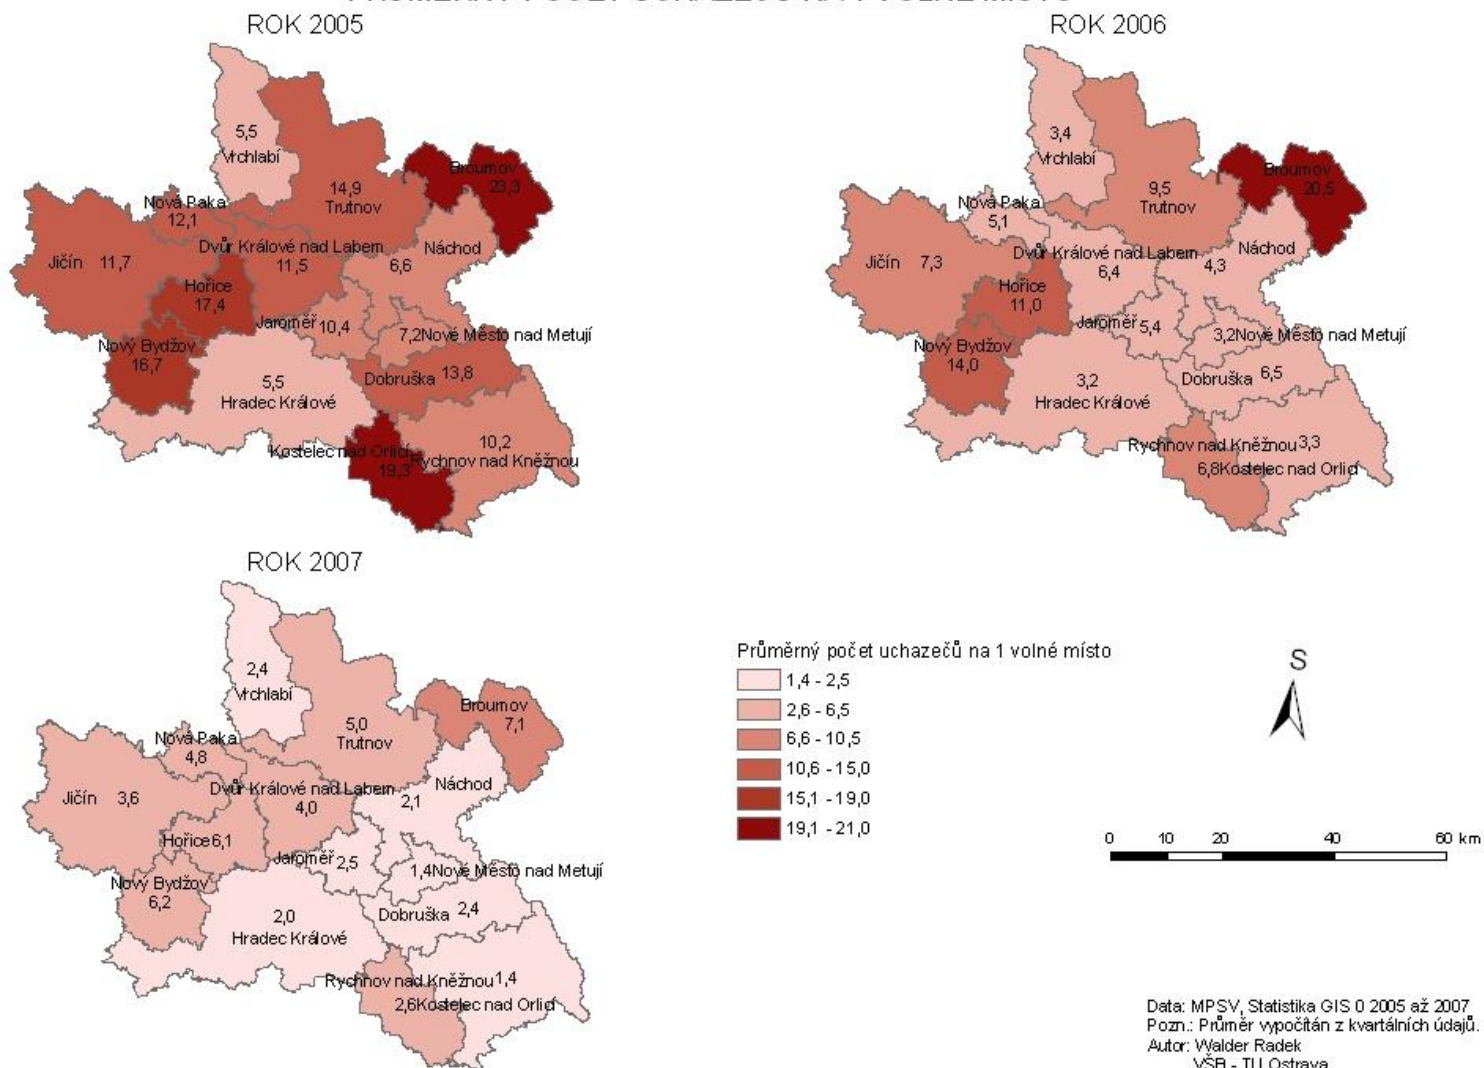 ROK 2005
5,5
Vrchlabí
14,9
Trutnov
Broumov
23,3
Nová Paka
12,1
Dvůr Králové nad Labem
11,5
Náchod
6,6
Jičín 11,7
Hořice
17,4
Jaroměř 10,4
7,2 Nové Město nad Metují
Nový Bydžov
16,7
Dobruška 13,8
5,5
Hradec Králové
Kostelec nad Orlicí
19,3
10,2
Rychnov nad Kněžnou
ROK 2006
3,4
Vrchlabí
9,5
Trutnov
Broumov
20,5
Nová Paka
5,1
Dvůr Králové nad Labem
6,4
Náchod
4,3
Jičín 7,3
Hořice
11,0
Jaroměř 5,4
3,2 Nové Město nad Metují
Nový Bydžov
14,0
Dobruška 6,5
3,2
Hradec Králové
Rychnov nad Kněžnou 3,3
6,8 Kostelec nad Orlicí
ROK 2007
2,4
Vrchlabí
5,0
Trutnov
Broumov
7,1
Nová Paka
4,8
Dvůr Králové nad Labem
4,0
Náchod
2,1
Jičín 3,6
Hořice 6,1
Jaroměř 2,5
1,4 Nové Město nad Metují
Nový Bydžov
6,2
Dobruška 2,4
2,0
Hradec Králové
Rychnov nad Kněžnou 1,4
2,6 Kostelec nad Orlicí
Průměrný počet uchazečů na 1 volné místo
1,4 - 2,5
2,6 - 6,5
6,6 - 10,5
10,6 - 15,0
15,1 - 19,0
19,1 - 21,0
S
0 10 20 40 60 km
Data: MPSV, Statistika GIS 0 2005 až 2007
Pozn.: Průměr vypočítán z kvartálních údajů.
Autor: Walder Radek
VŠB - TU Ostrava